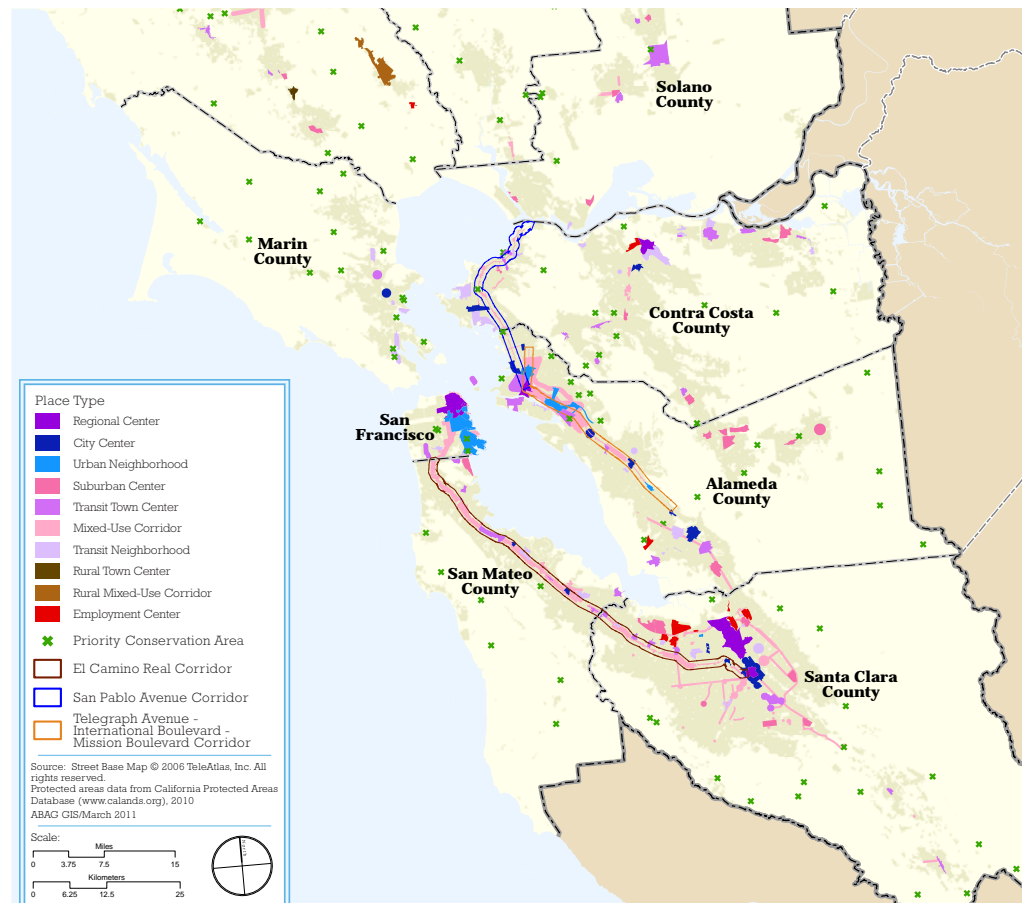 Solano
County
Marin
County
Contra Costa
County
San
Francisco
Alameda
County
San Mateo
County
Santa Clara
County
Place Type
Regional Center
City Center
Urban Neighborhood
Suburban Center
Transit Town Center
Mixed-Use Corridor
Transit Neighborhood
Rural Town Center
Rural Mixed-Use Corridor
Employment Center
Priority Conservation Area
El Camino Real Corridor
San Pablo Avenue Corridor
Telegraph Avenue -
International Boulevard -
Mission Boulevard Corridor
Source: Street Base Map © 2006 TeleAtlas, Inc. All
rights reserved.
Protected areas data from California Protected Areas
Database (www.calands.org), 2010
ABAG GIS/March 2011
Scale:
Miles
0 3.75 7.5 15
Kilometers
0 6.25 12.5 25
North